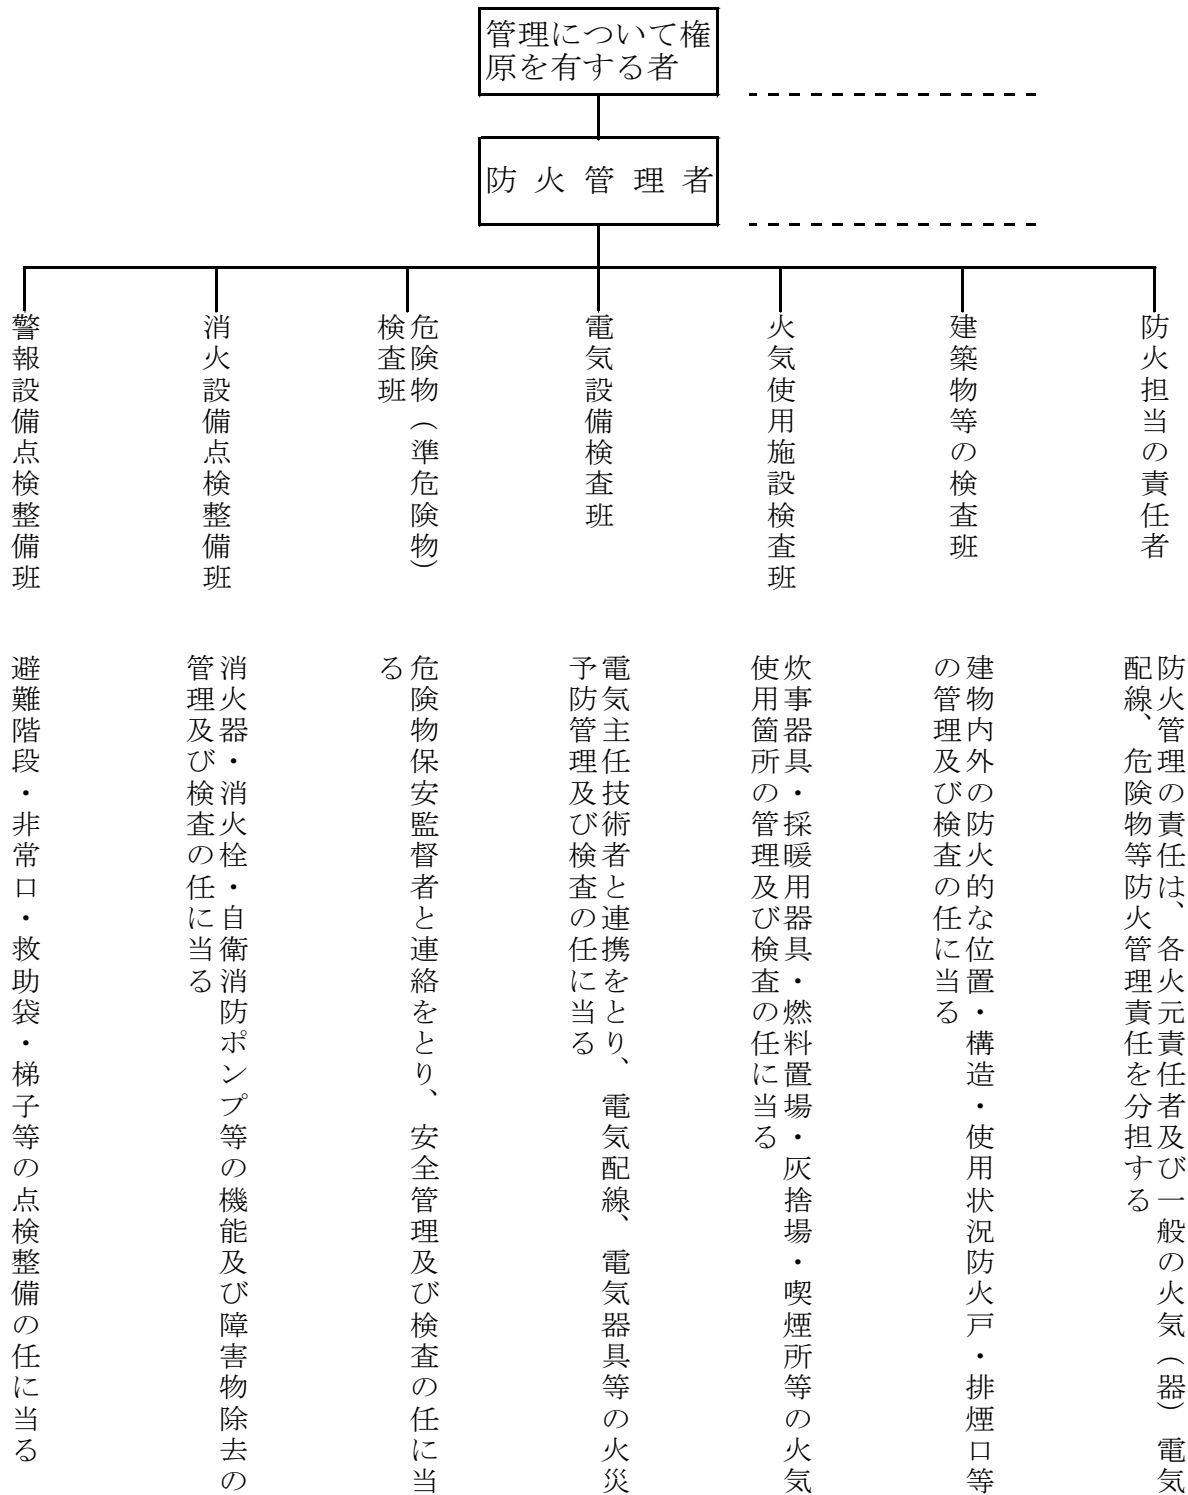 管理について権
原を有する者
防火管理者
防火担当の責任者
防火管理の責任は、各火元責任者及び一般の火気（器）電気
配線、危険物等防火管理責任を分担する
建築物等の検査班
建物内外の防火的な位置・構造・使用状況防火戸・排煙口等
の管理及び検査の任に当る
火気使用施設検査班
炊事器具・採暖用器具・燃料置場・灰捨場・喫煙所等の火気
使用箇所の管理及び検査の任に当る
電気設備検査班
電気主任技術者と連携をとり、電気配線、電気器具等の火災
予防管理及び検査の任に当る
危険物（準危険物）
検査班
危険物保安監督者と連絡をとり、安全管理及び検査の任に当
る
消火設備点検整備班
消火器・消火栓・自衛消防ポンプ等の機能及び障害物除去の
管理及び検査の任に当る
警報設備点検整備班
避難階段・非常口・救助袋・梯子等の点検整備の任に当る